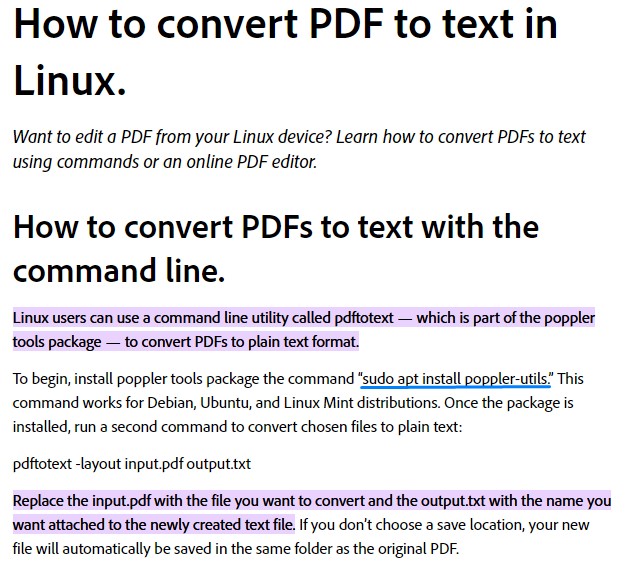 How to convert PDF to text in
Linux.
Want to edit a PDF from your Linux device? Learn how to convert PDFs to text
using commands or an online PDF editor.
How to convert PDFs to text with the
command line.
Linux users can use a command line utility called pdftotext — which is part of the poppler
tools package — to convert PDFs to plain text format.
To begin, install poppler tools package the command “sudo apt install poppler-utils.” This
command works for Debian, Ubuntu, and Linux Mint distributions. Once the package is
installed, run a second command to convert chosen files to plain text:
pdftotext -layout input.pdf output.txt
Replace the input.pdf with the file you want to convert and the output.txt with the name you
want attached to the newly created text file. If you don’t choose a save location, your new
file will automatically be saved in the same folder as the original PDF.